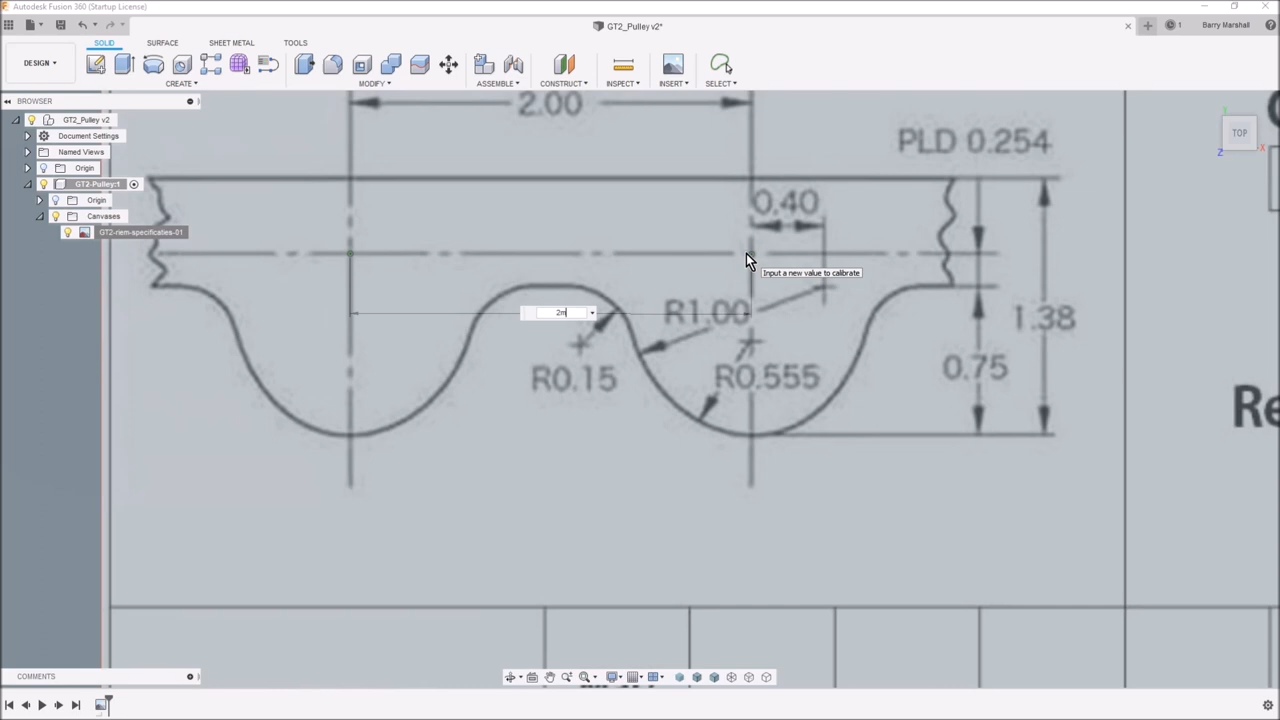 Autodesk Fusion 360 (Startup License)
GT2_Pulley v2*
1
Barry Marshall
SOLID
SURFACE
SHEET METAL
TOOLS
DESIGN
CREATE
MODIFY
ASSEMBLE
CONSTRUCT
INSPECT
INSERT
SELECT
BROWSER
GT2_Pulley v2
Document Settings
Named Views
Origin
GT2-Pulley:1
Origin
Canvases
GT2-riem-specificaties-01
TOP
X
Z
2.00
PLD 0.254
0.40
Input a new value to calibrate
2m
R1.00
1.38
R0.15
R0.555
0.75
Re
COMMENTS